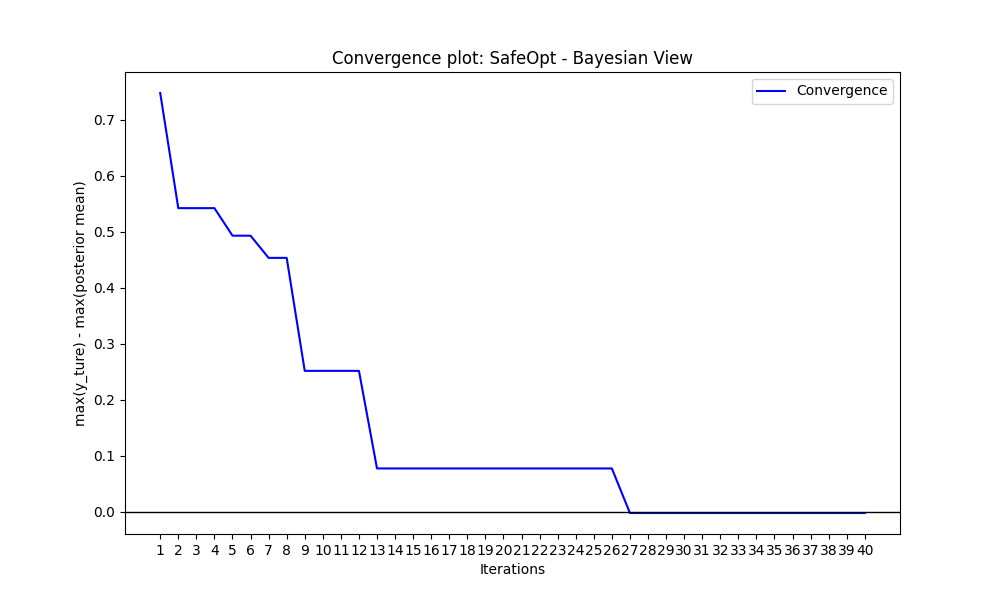 Convergence plot: SafeOpt - Bayesian View
Convergence
max(y_ture) - max(posterior mean)
0.7
0.6
0.5
0.4
0.3
0.2
0.1
0.0
1 2 3 4 5 6 7 8 9 10 11 12 13 14 15 16 17 18 19 20 21 22 23 24 25 26 27 28 29 30 31 32 33 34 35 36 37 38 39 40
Iterations